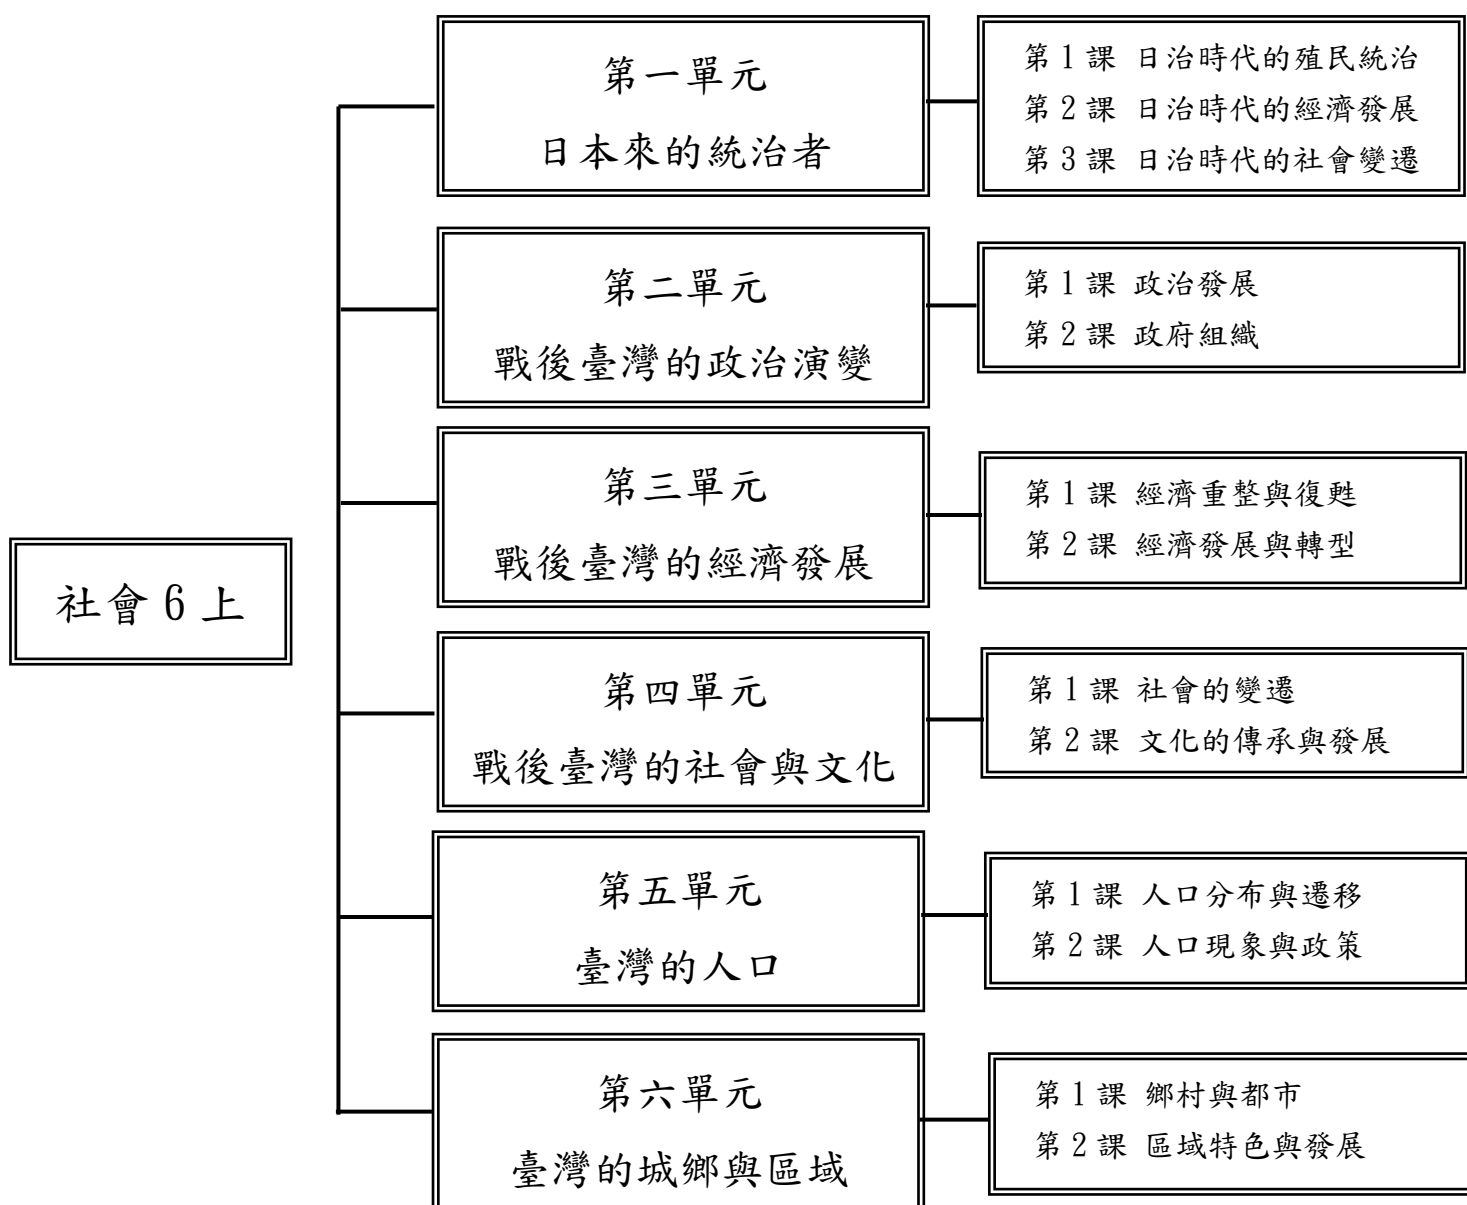 社會 6 上
第一單元
日本來的統治者
第 1 課 日治時代的殖民統治
第 2 課 日治時代的經濟發展
第 3 課 日治時代的社會變遷
第二單元
戰後臺灣的政治演變
第 1 課 政治發展
第 2 課 政府組織
第三單元
戰後臺灣的經濟發展
第 1 課 經濟重整與復甦
第 2 課 經濟發展與轉型
第四單元
戰後臺灣的社會與文化
第 1 課 社會的變遷
第 2 課 文化的傳承與發展
第五單元
臺灣的人口
第 1 課 人口分布與遷移
第 2 課 人口現象與政策
第六單元
臺灣的城鄉與區域
第 1 課 鄉村與都市
第 2 課 區域特色與發展